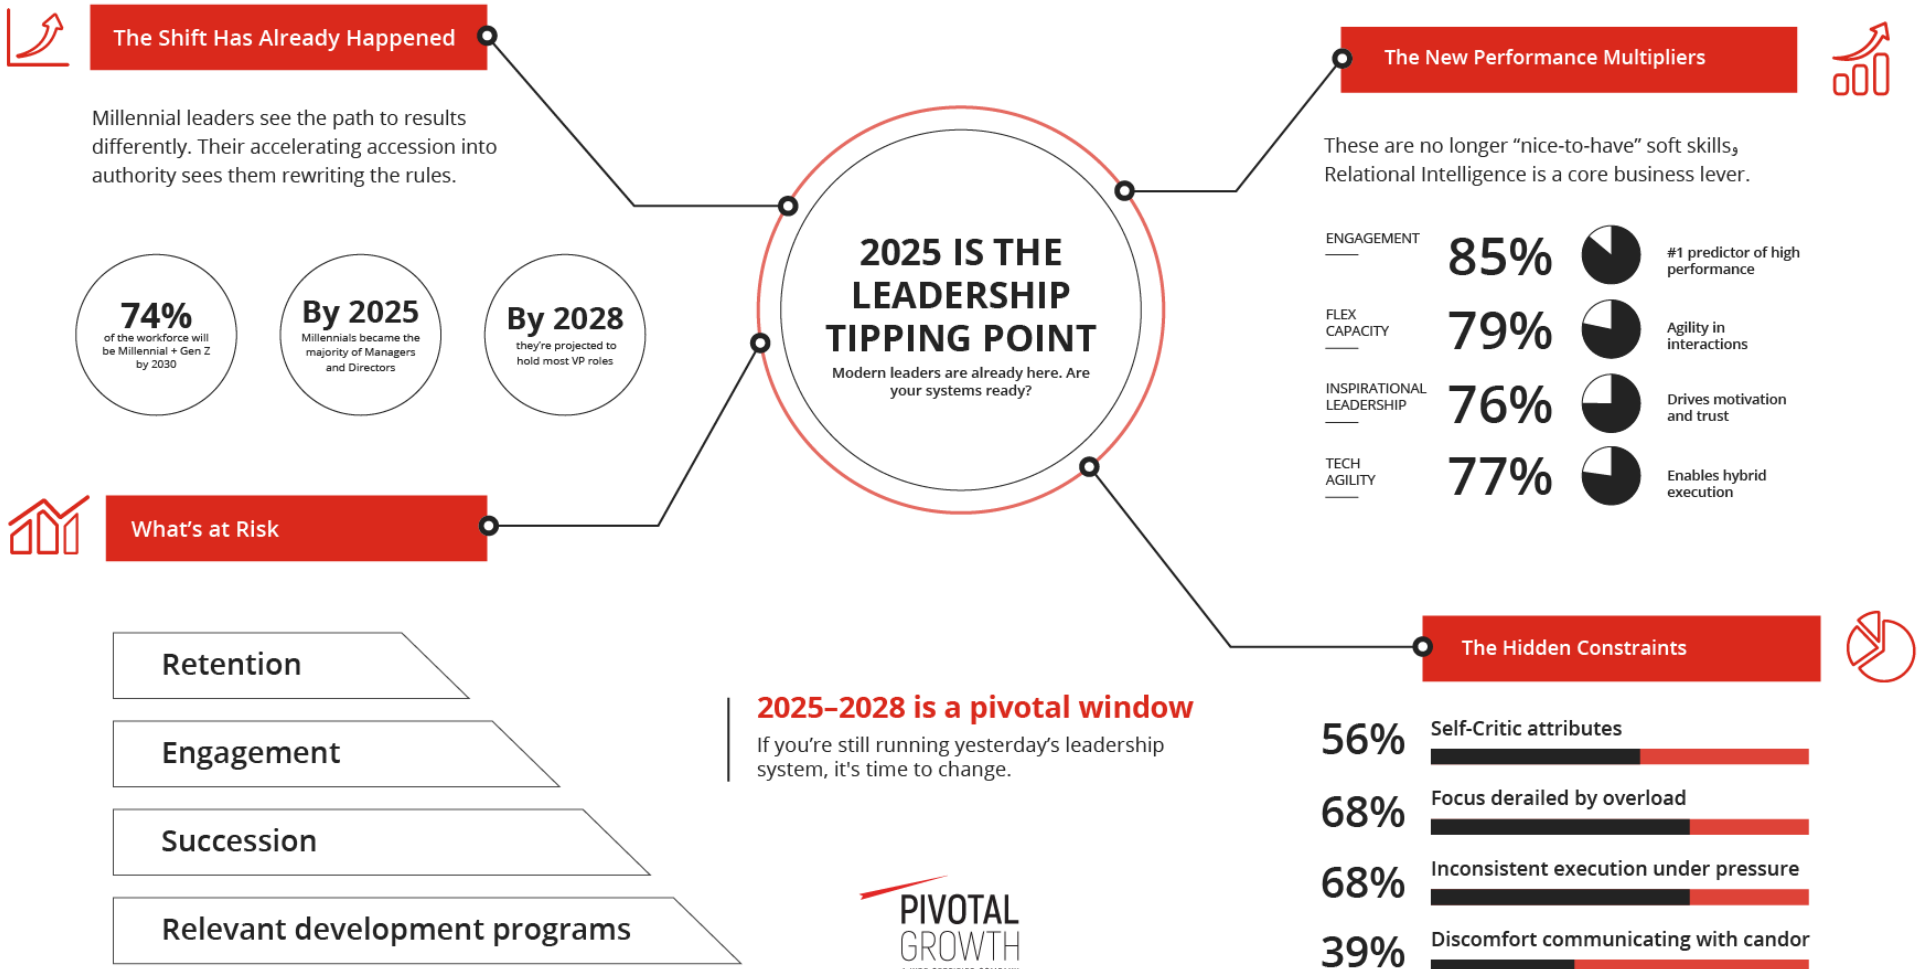 The Shift Has Already Happened
Millennial leaders see the path to results
differently. Their accelerating accession into
authority sees them rewriting the rules.
74%
of the workforce will
be Millennial + Gen Z
by 2030
By 2025
Millennials became the
majority of Managers
and Directors
By 2028
they're projected to
hold most VP roles
2025 IS THE
LEADERSHIP
TIPPING POINT
Modern leaders are already here. Are
your systems ready?
The New Performance Multipliers
These are no longer “nice-to-have” soft skills,
Relational Intelligence is a core business lever.
ENGAGEMENT
85%
#1 predictor of high
performance
FLEX
CAPACITY
79%
Agility in
interactions
INSPIRATIONAL
LEADERSHIP
76%
Drives motivation
and trust
TECH
AGILITY
77%
Enables hybrid
execution
What’s at Risk
Retention
Engagement
Succession
Relevant development programs
2025–2028 is a pivotal window
If you’re still running yesterday’s leadership
system, it's time to change.
PIVOTAL
GROWTH
The Hidden Constraints
56%
Self-Critic attributes
68%
Focus derailed by overload
68%
Inconsistent execution under pressure
39%
Discomfort communicating with candor